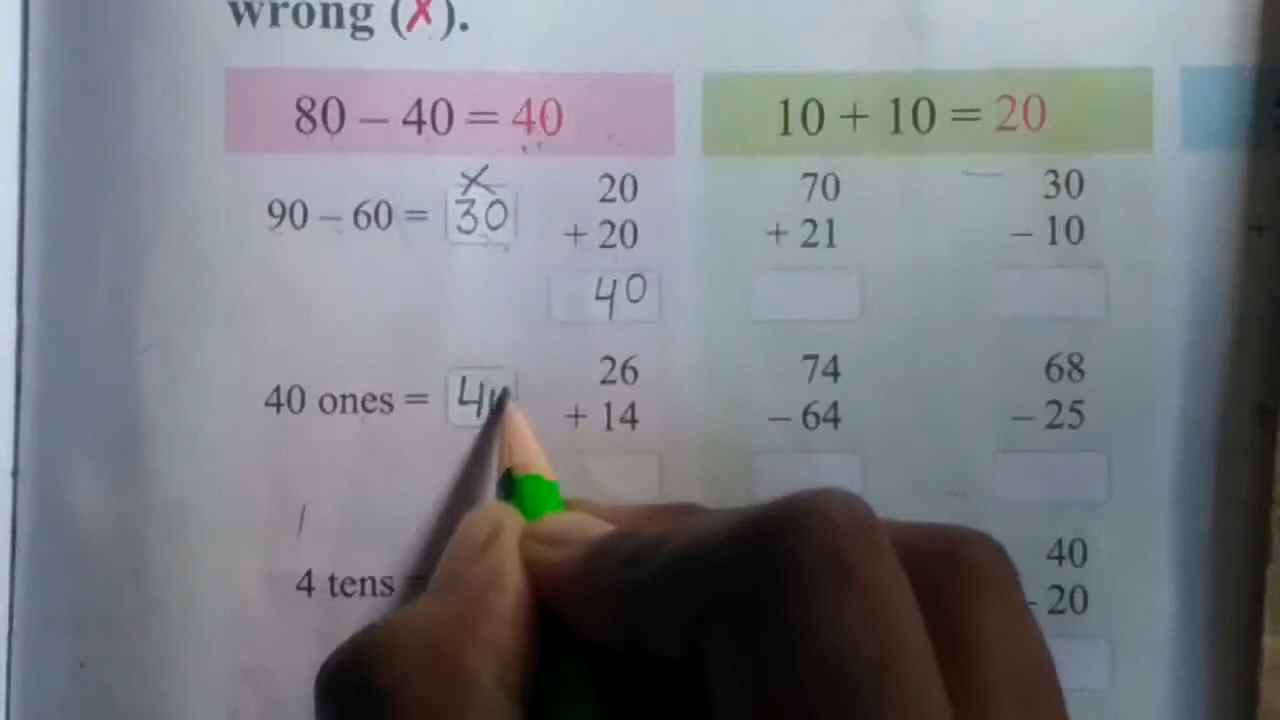 wrong (✗).
80 – 40 = 40
10 + 10 = 20
×
90 – 60 = 30
20
+ 20
40
70
+ 21
30
– 10
40 ones = 4
26
+ 14
74
– 64
68
– 25
4 tens =
40
- 20